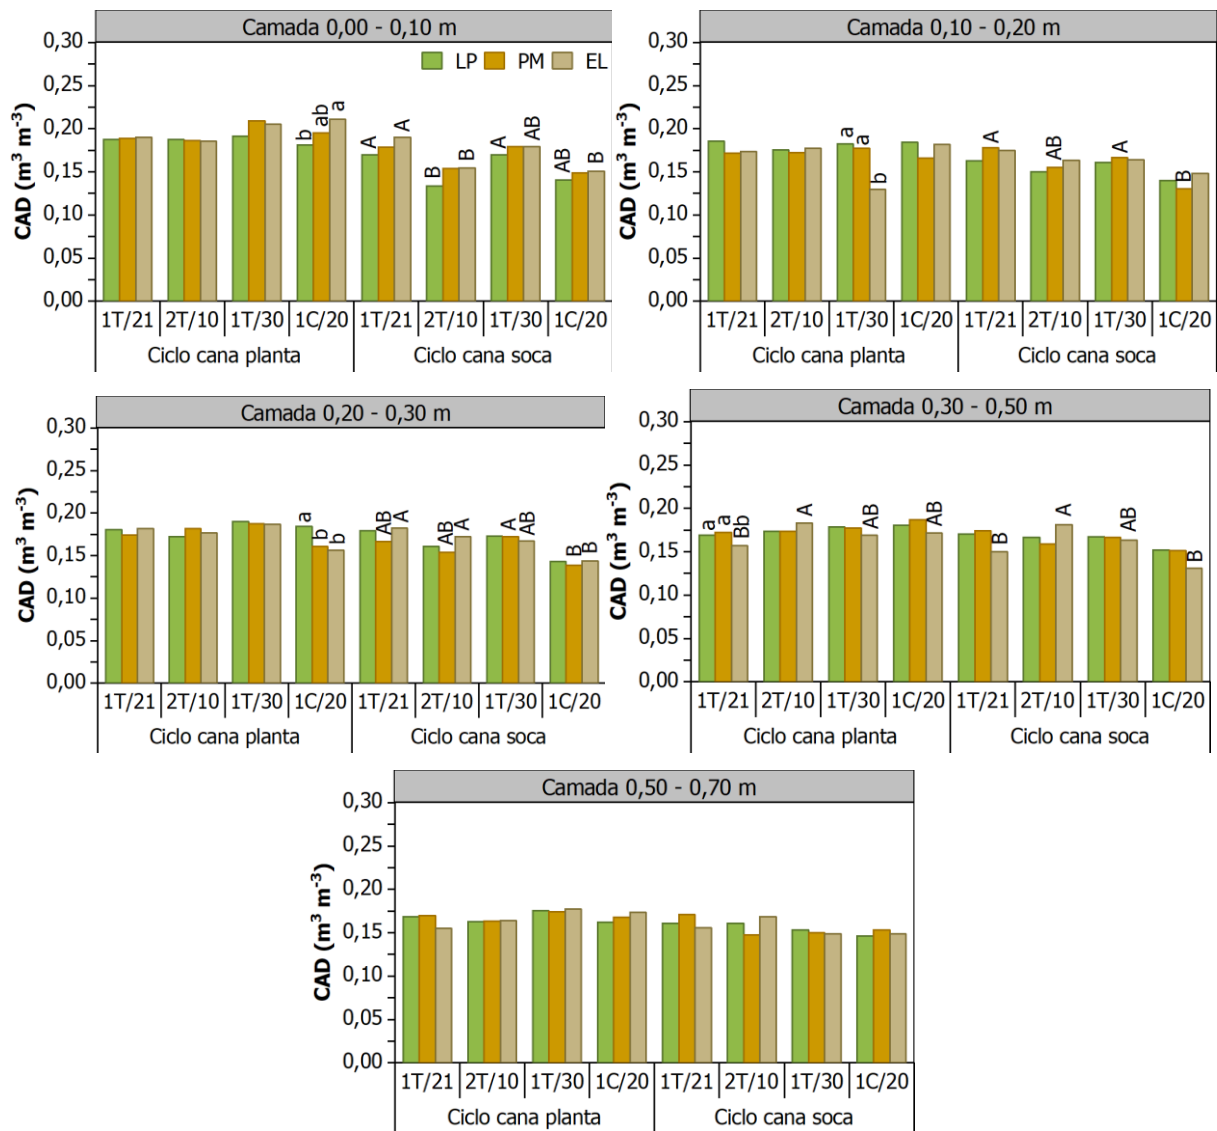 Camada 0,00 - 0,10 m
CAD (m³ m⁻³)
0,30
0,25
0,20
0,15
0,10
0,05
0,00
LP PM EL
b ab a A A B B A AB AB B
1T/21 2T/10 1T/30 1C/20 1T/21 2T/10 1T/30 1C/20
Ciclo cana planta Ciclo cana soca
Camada 0,10 - 0,20 m
CAD (m³ m⁻³)
0,30
0,25
0,20
0,15
0,10
0,05
0,00
a a b A AB A B
1T/21 2T/10 1T/30 1C/20 1T/21 2T/10 1T/30 1C/20
Ciclo cana planta Ciclo cana soca
Camada 0,20 - 0,30 m
CAD (m³ m⁻³)
0,30
0,25
0,20
0,15
0,10
0,05
0,00
a b b AB A AB A A AB B B
1T/21 2T/10 1T/30 1C/20 1T/21 2T/10 1T/30 1C/20
Ciclo cana planta Ciclo cana soca
Camada 0,30 - 0,50 m
CAD (m³ m⁻³)
0,30
0,25
0,20
0,15
0,10
0,05
0,00
a a Bb A AB AB B A AB B
1T/21 2T/10 1T/30 1C/20 1T/21 2T/10 1T/30 1C/20
Ciclo cana planta Ciclo cana soca
Camada 0,50 - 0,70 m
CAD (m³ m⁻³)
0,30
0,25
0,20
0,15
0,10
0,05
0,00
1T/21 2T/10 1T/30 1C/20 1T/21 2T/10 1T/30 1C/20
Ciclo cana planta Ciclo cana soca